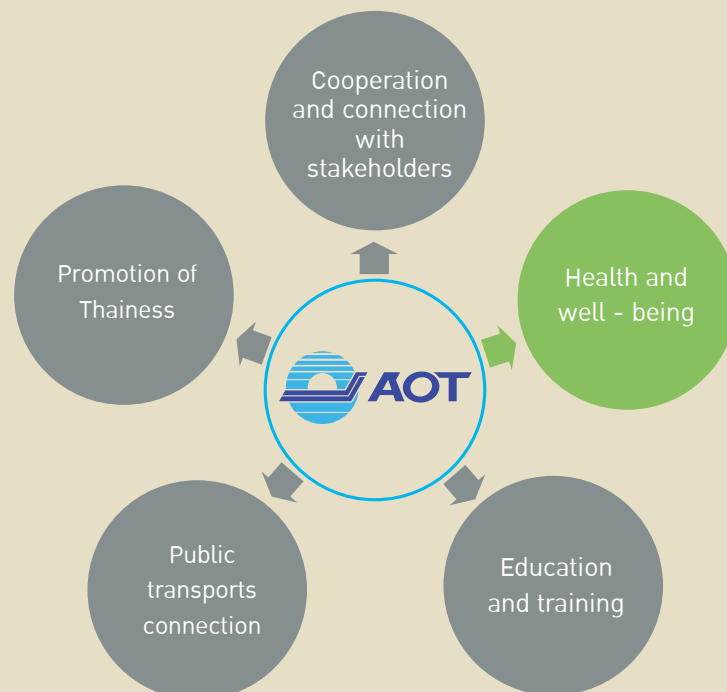 Cooperation
and connection
with
stakeholders
Promotion of
Thainess
Health and
well - being
AOT
Public
transports
connection
Education
and training